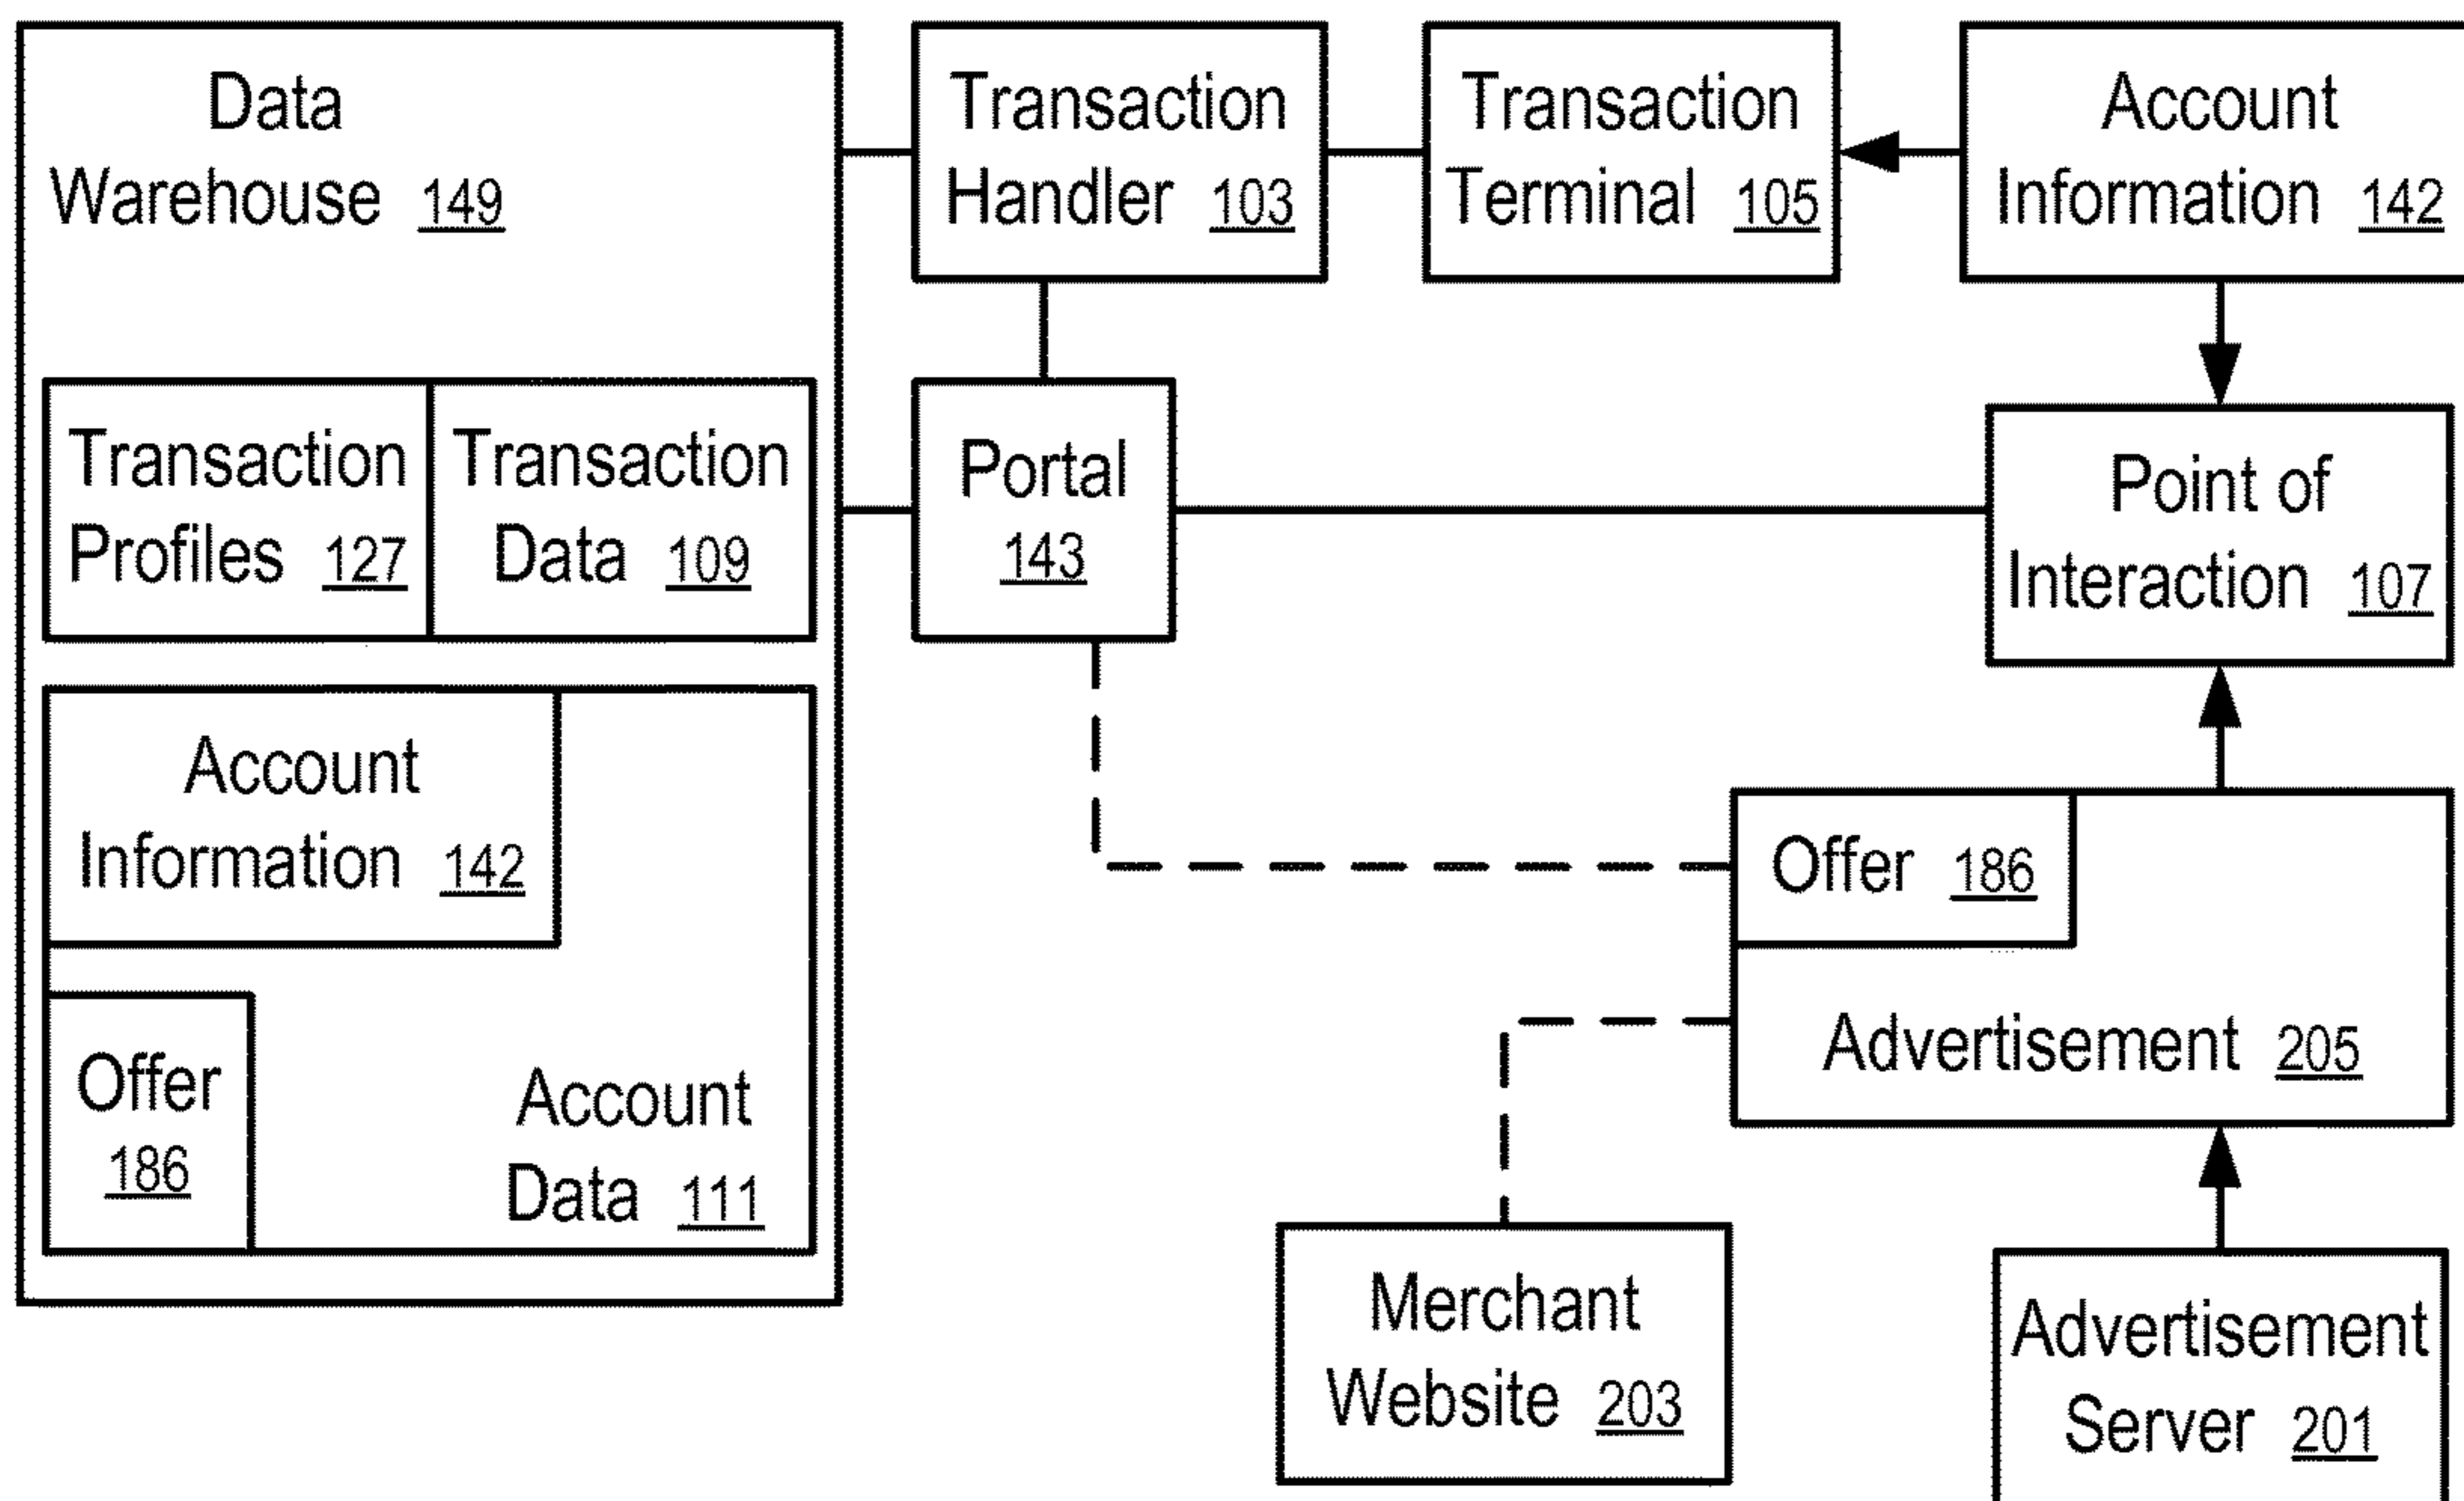 Data
Warehouse 149
Transaction
Handler 103
Transaction
Terminal 105
Account
Information 142
Transaction
Profiles 127
Transaction
Data 109
Portal
143
Point of
Interaction 107
Account
Information 142
Offer
186
Account
Data 111
Offer 186
Advertisement 205
Merchant
Website 203
Advertisement
Server 201